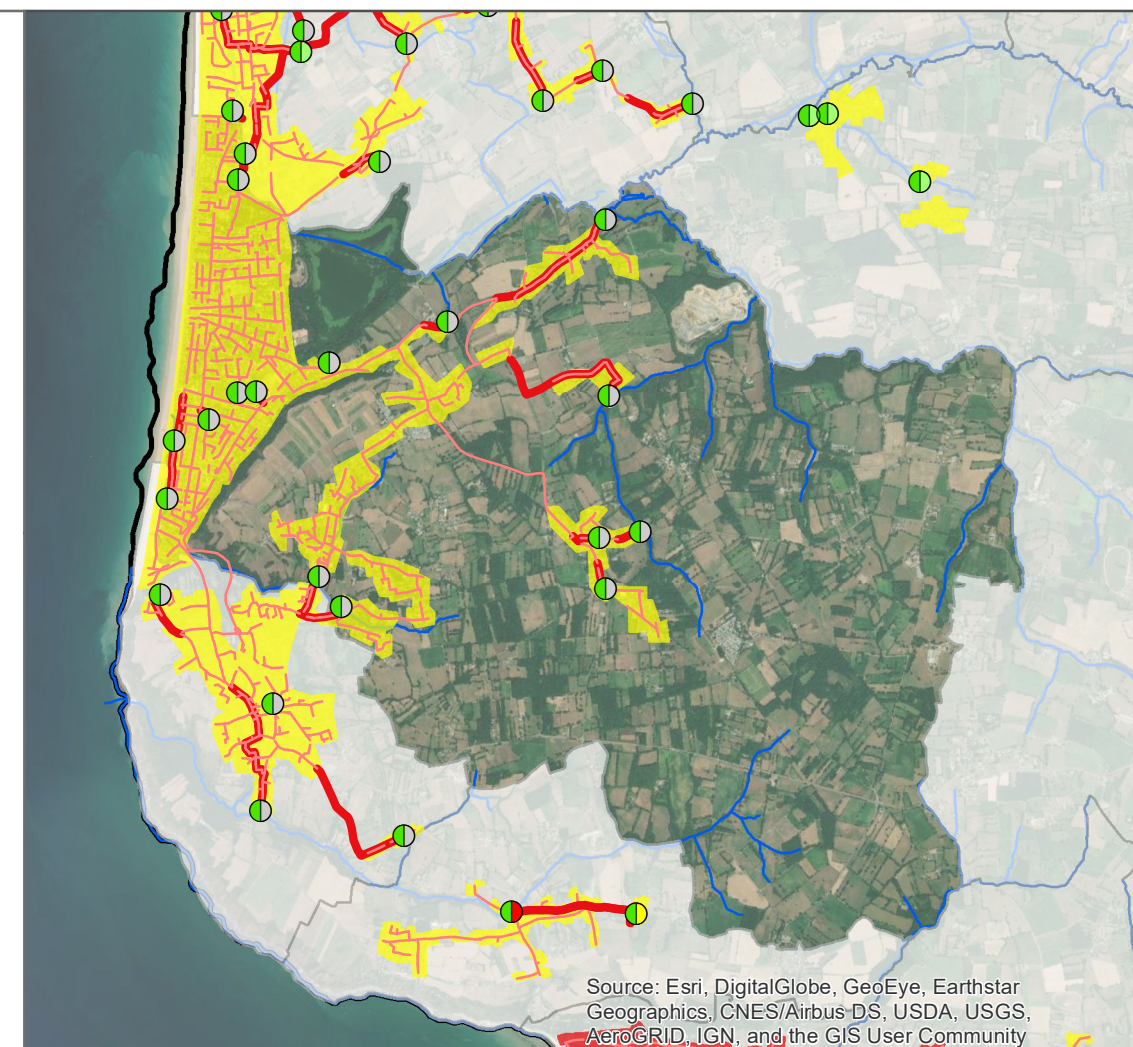 Source: Esri, DigitalGlobe, GeoEye, Earthstar
Geographics, CNES/Airbus DS, USDA, USGS,
AeroGRID, IGN, and the GIS User Community